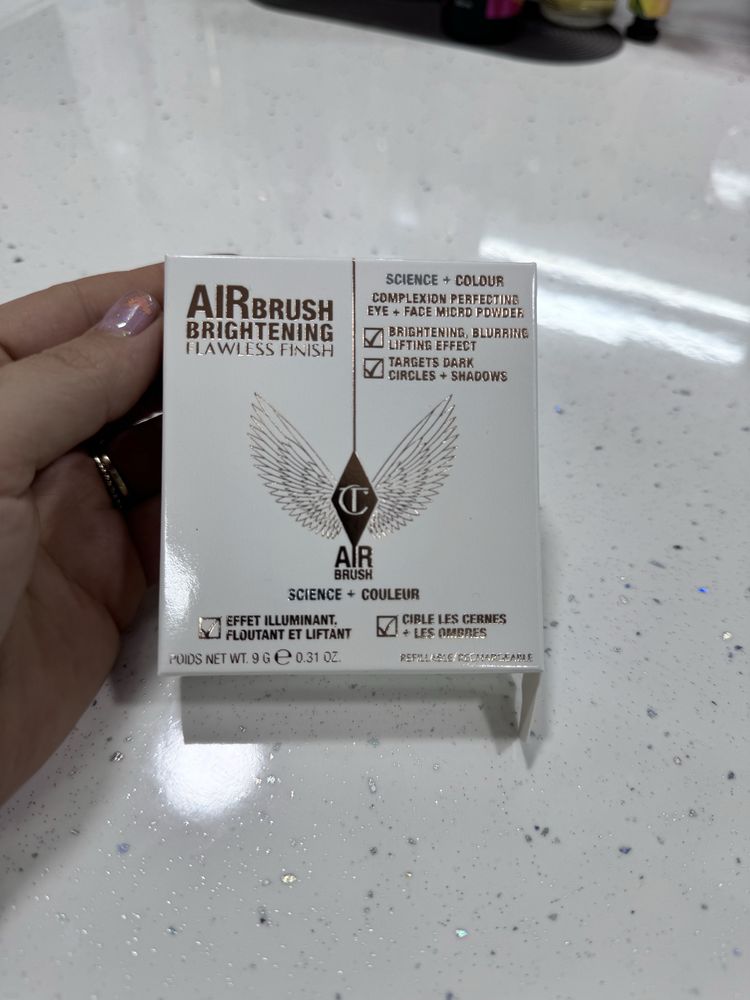 AIRBRUSH
BRIGHTENING
FLAWLESS FINISH
SCIENCE + COLOUR
COMPLEXION PERFECTING
EYE + FACE MICRO POWDER
BRIGHTENING, BLURRING
LIFTING EFFECT
TARGETS DARK
CIRCLES + SHADOWS
CT
AIR
BRUSH
SCIENCE + COULEUR
EFFET ILLUMINANT,
FLOUTANT ET LIFTANT
CIBLE LES CERNES
+ LES OMBRES
POIDS NET WT. 9 G ℮ 0.31 OZ.
REFILLABLE/RECHARGEABLE